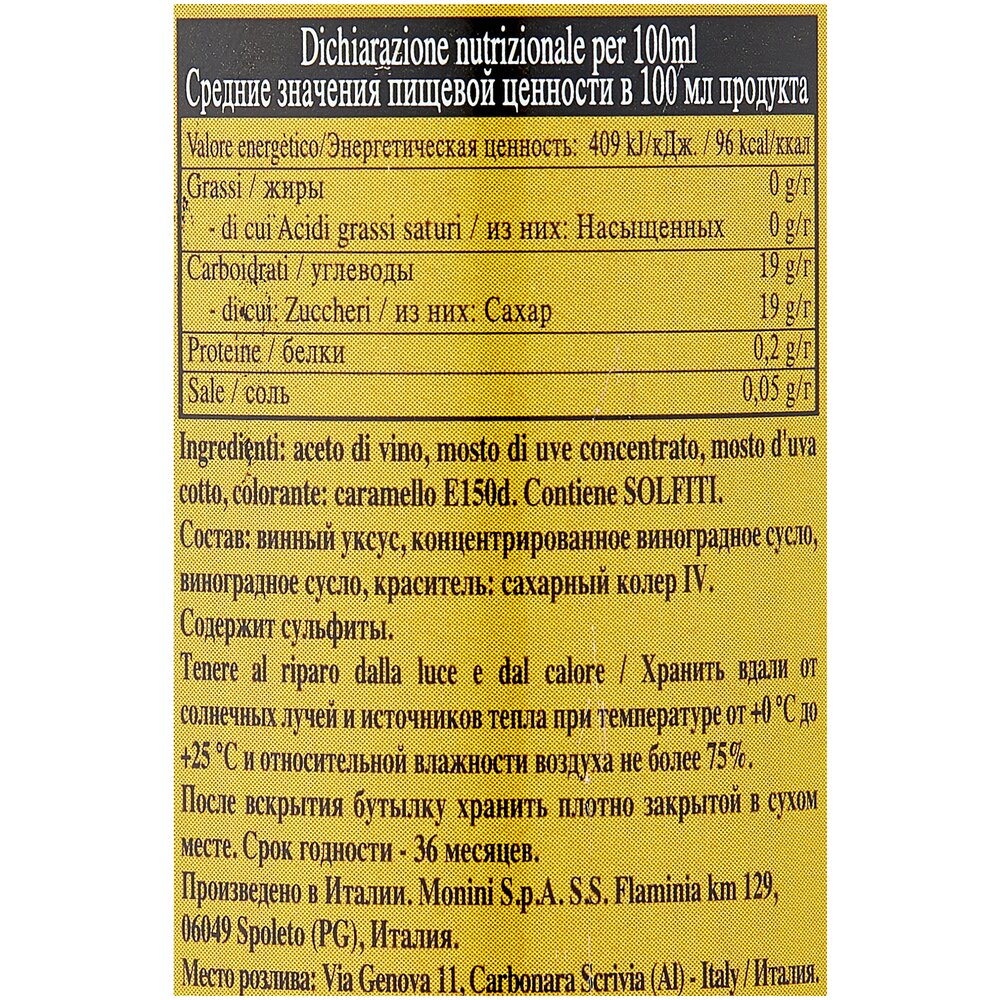 Dichiarazione nutrizionale per 100ml
Средние значения пищевой ценности в 100 мл продукта
Valore energètico/Энергетическая ценность: 409 kJ/кДж. / 96 kcal/ккал
Grassi / жиры 0 g/г
- di cui Acidi grassi saturi / из них: Насыщенных 0 g/г
Carboidrati / углеводы 19 g/г
- di cui: Zuccheri / из них: Сахар 19 g/г
Proteine / белки 0,2 g/г
Sale / соль 0,05 g/г
Ingredienti: aceto di vino, mosto di uve concentrato, mosto d'uva
cotto, colorante: caramello E150d. Contiene SOLFITI.
Состав: винный уксус, концентрированное виноградное сусло,
виноградное сусло, краситель: сахарный колер IV.
Содержит сульфиты.
Tenere al riparo dalla luce e dal calore / Хранить вдали от
солнечных лучей и источников тепла при температуре от +0 °C до
+25 °C и относительной влажности воздуха не более 75%.
После вскрытия бутылку хранить плотно закрытой в сухом
месте. Срок годности - 36 месяцев.
Произведено в Италии. Monini S.p.A. S.S. Flaminia km 129,
06049 Spoleto (PG), Италия.
Место розлива: Via Genova 11, Carbonara Scrivia (Al) - Italy / Италия.